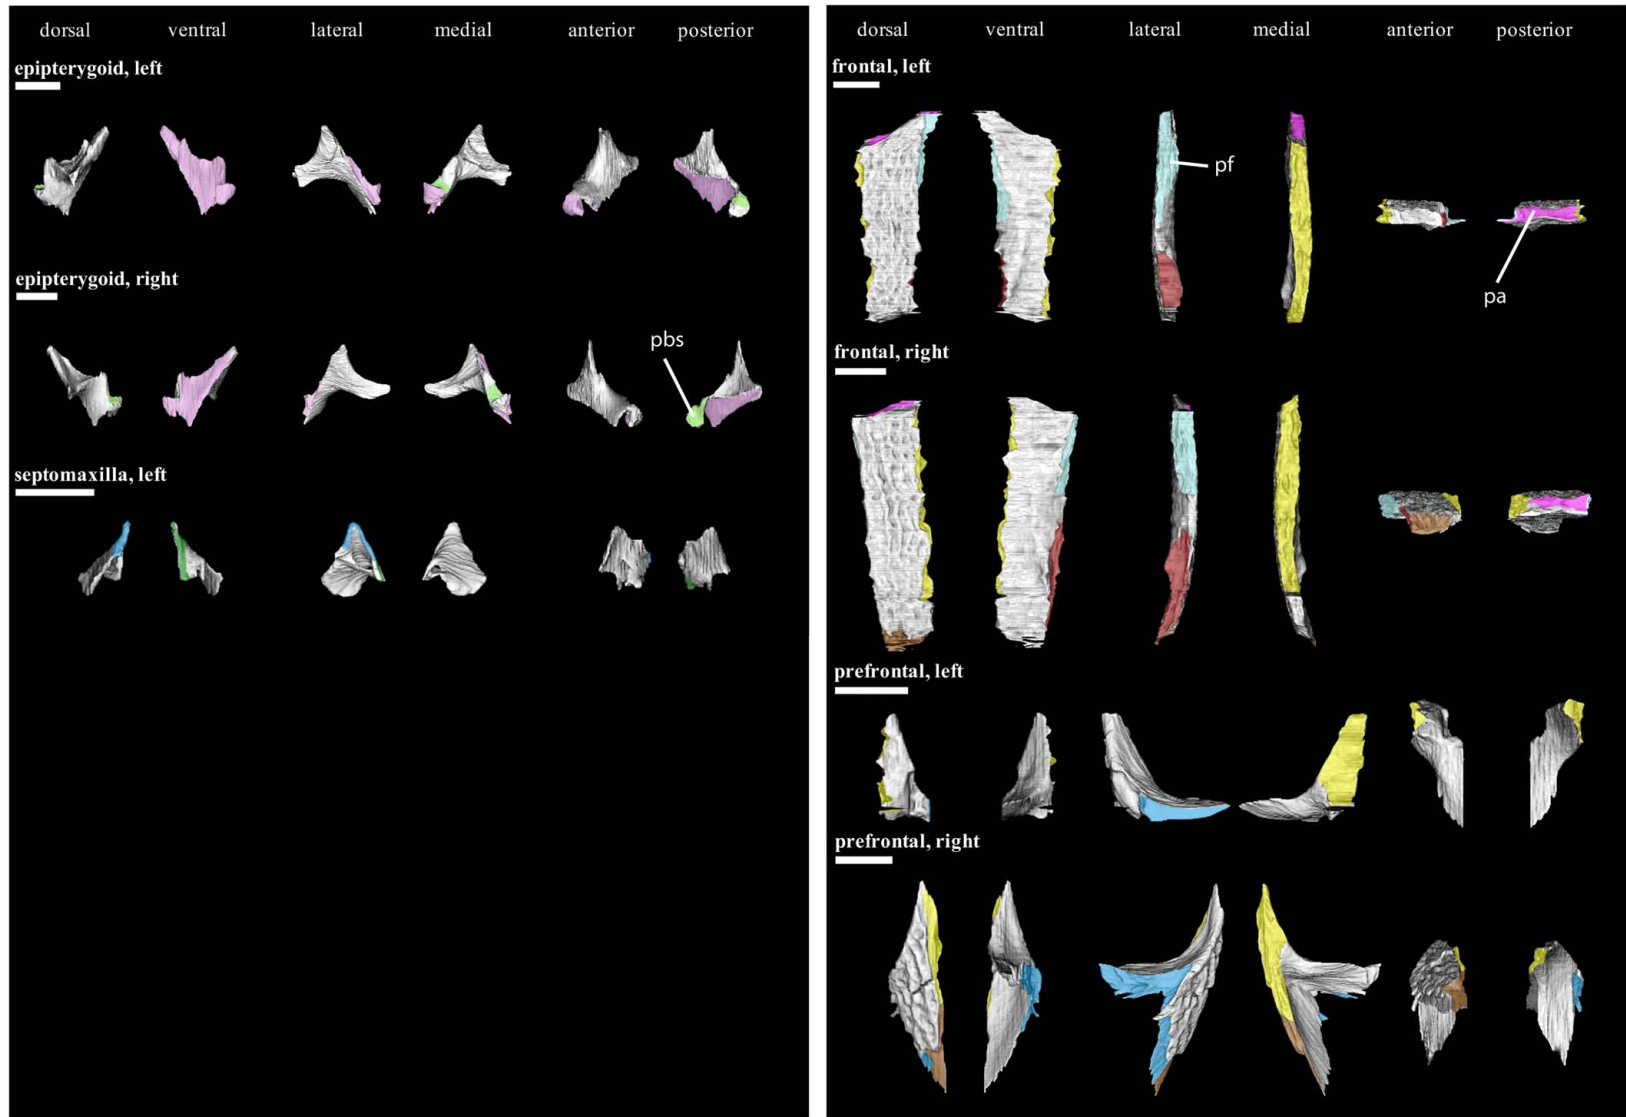 dorsal ventral lateral medial anterior posterior
epipterygoid, left
epipterygoid, right
pbs
septomaxilla, left
dorsal ventral lateral medial anterior posterior
frontal, left
pf
pa
frontal, right
prefrontal, left
prefrontal, right